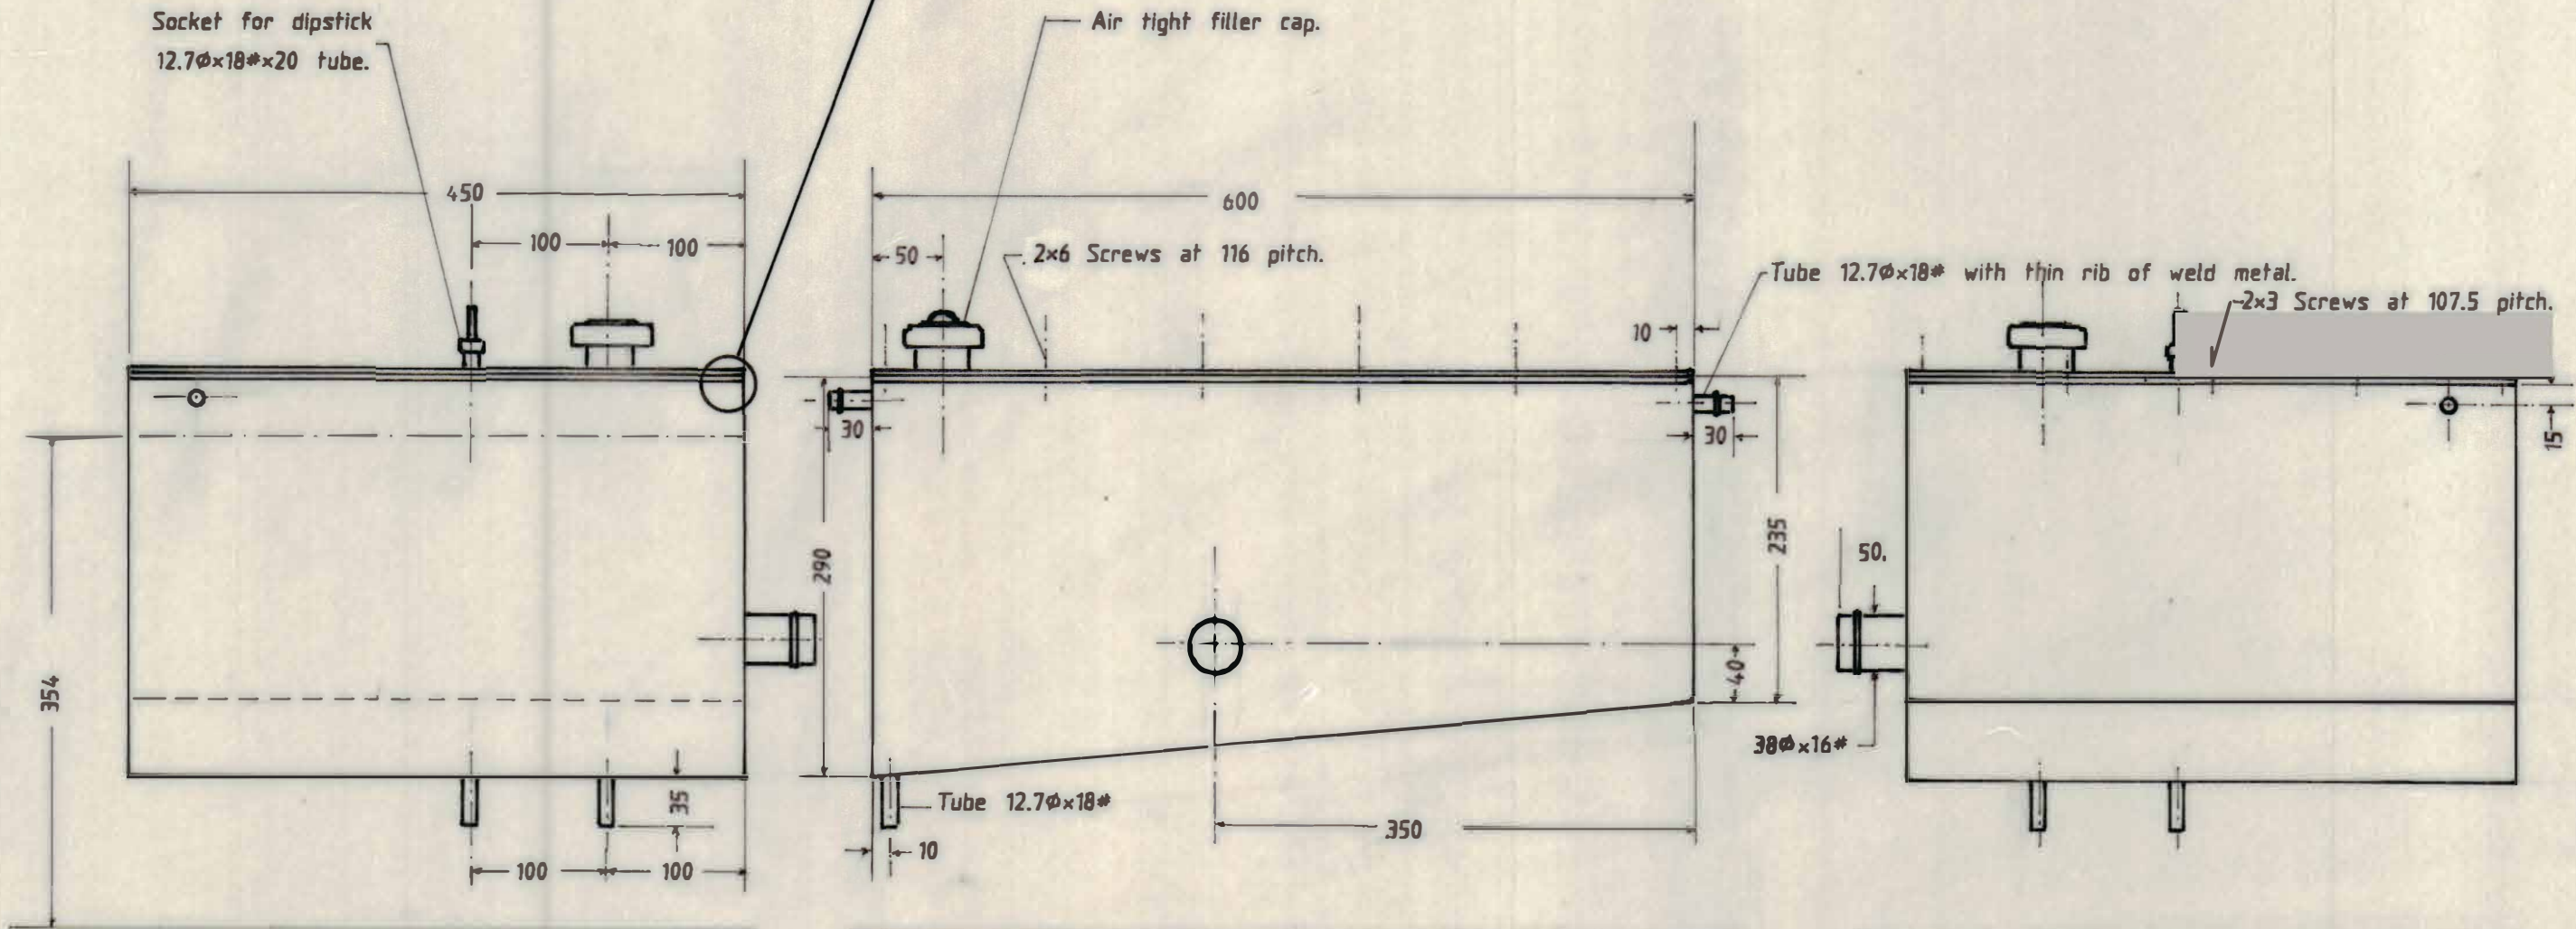 Socket for dipstick
12.7Ø×18#×20 tube.
Air tight filler cap.
450
100
100
600
50
2×6 Screws at 116 pitch.
10
Tube 12.7Ø×18# with thin rib of weld metal.
2×3 Screws at 107.5 pitch.
30
30
15
354
290
235
40
50.
38Ø×16#
35
Tube 12.7Ø×18#
10
350
100
100